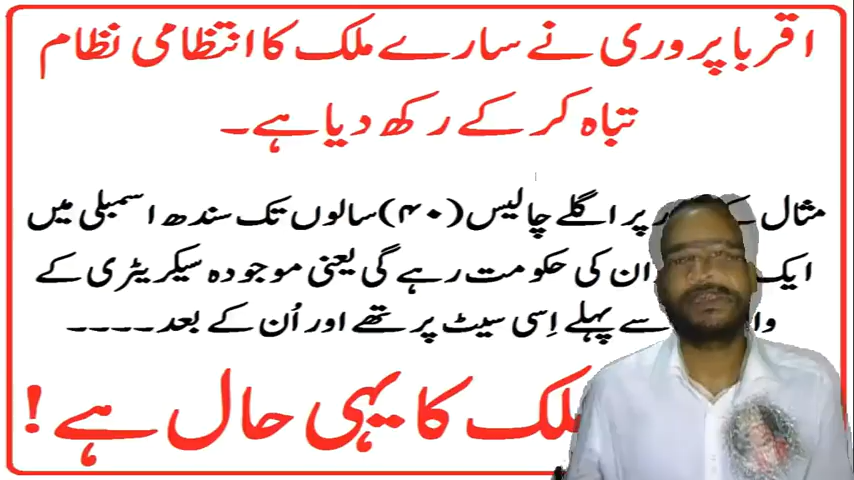 اقربا پروری نے سارے ملک کا انتظامی نظام
تباہ کر کے رکھ دیا ہے۔
مثال کے پر اگلے چالیس (۴۰) سالوں تک سندھ اسمبلی میں
ایک ان کی حکومت رہے گی یعنی موجودہ سیکریٹری کے
سے پہلے اِسی سیٹ پر تھے اور اُن کے بعد۔۔۔۔
ملک کا یہی حال ہے!